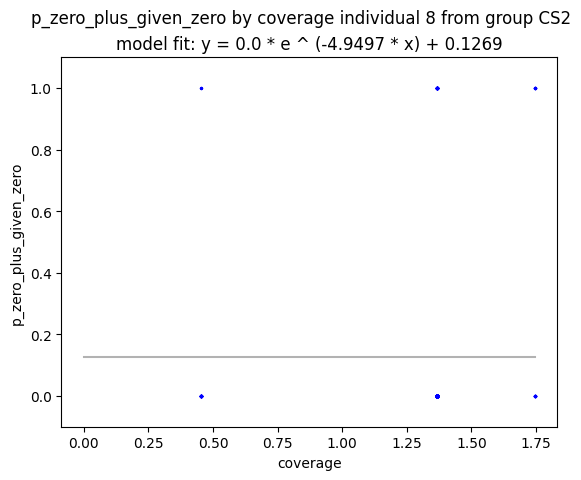 p_zero_plus_given_zero by coverage individual 8 from group CS2
model fit: y = 0.0 * e ^ (-4.9497 * x) + 0.1269
p_zero_plus_given_zero
1.0
0.8
0.6
0.4
0.2
0.0
0.00 0.25 0.50 0.75 1.00 1.25 1.50 1.75
coverage